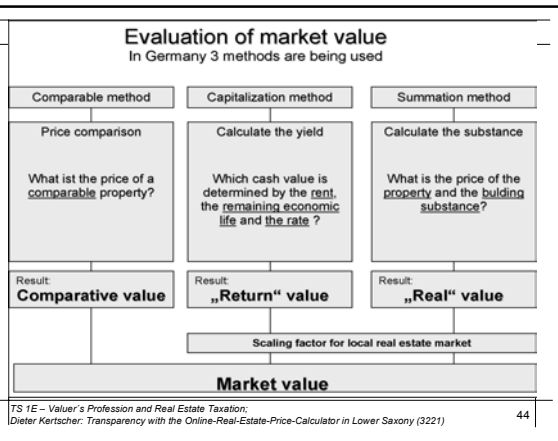 Evaluation of market value
In Germany 3 methods are being used
Comparable method
Capitalization method
Summation method
Price comparison
What ist the price of a
comparable property?
Calculate the yield
Which cash value is
determined by the rent,
the remaining economic
life and the rate ?
Calculate the substance
What is the price of the
property and the bulding
substance?
Result:
Comparative value
Result:
„Return“ value
Result:
„Real“ value
Scaling factor for local real estate market
Market value
TS 1E – Valuer´s Profession and Real Estate Taxation;
Dieter Kertscher: Transparency with the Online-Real-Estate-Price-Calculator in Lower Saxony (3221)
44